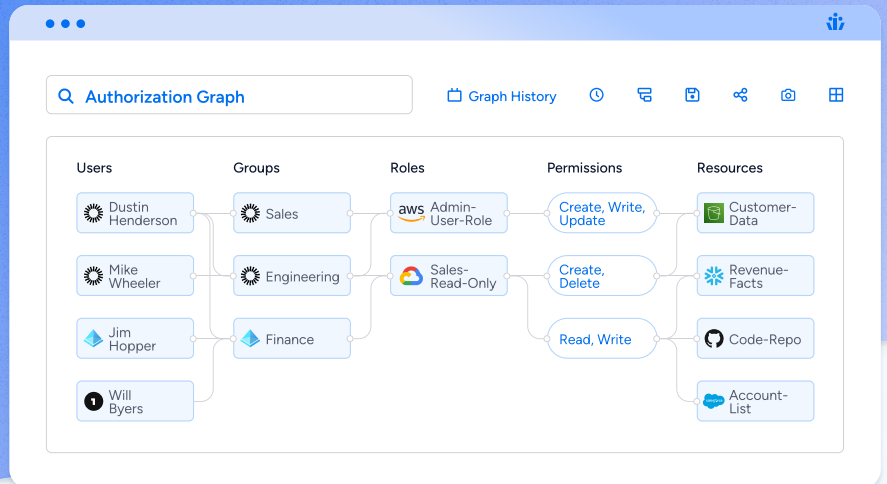 Authorization Graph
Graph History
Users
Groups
Roles
Permissions
Resources
Dustin
Henderson
Sales
aws
Admin-
User-Role
Create, Write,
Update
Customer-
Data
Mike
Wheeler
Engineering
Sales-
Read-Only
Create,
Delete
Revenue-
Facts
Jim
Hopper
Finance
Read, Write
Code-Repo
1
Will
Byers
Account-
List